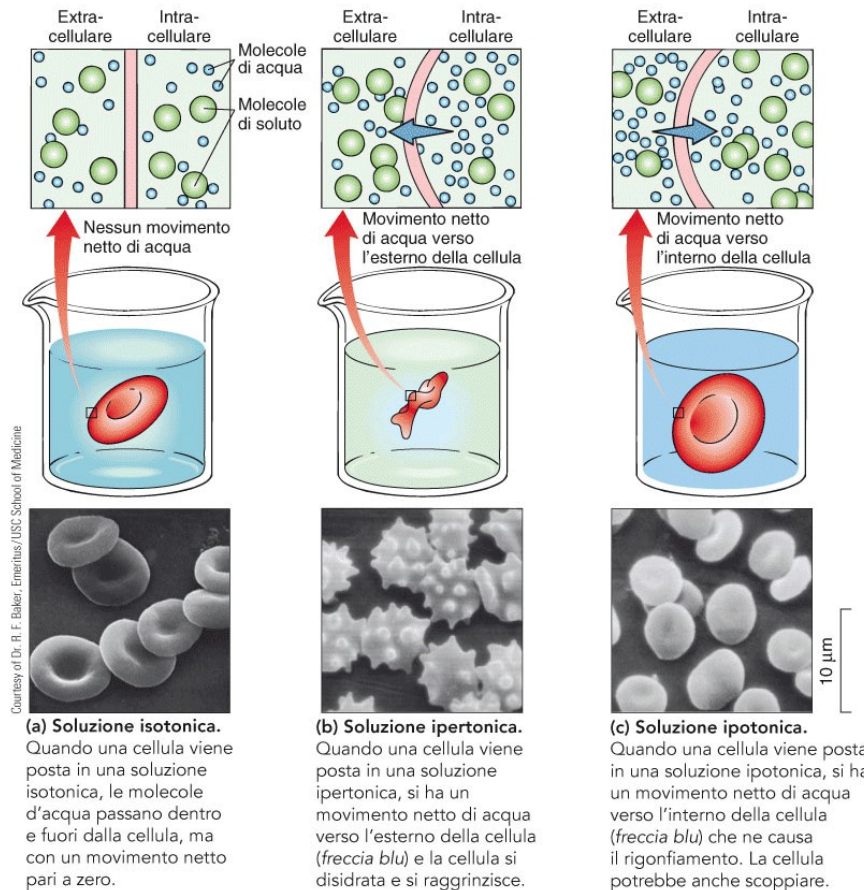 Extra-
cellulare
Intra-
cellulare
Molecole
di acqua
Molecole
di soluto
Nessun movimento
netto di acqua
Extra-
cellulare
Intra-
cellulare
Movimento netto
di acqua verso
l'esterno della cellula
Extra-
cellulare
Intra-
cellulare
Movimento netto
di acqua verso
l'interno della cellula
Courtesy of Dr. R. F. Baker, Emeritus/USC School of Medicine
10 µm
(a) Soluzione isotonica.
Quando una cellula viene
posta in una soluzione
isotonica, le molecole
d'acqua passano dentro
e fuori dalla cellula, ma
con un movimento netto
pari a zero.
(b) Soluzione ipertonica.
Quando una cellula viene
posta in una soluzione
ipertonica, si ha un
movimento netto di acqua
verso l'esterno della cellula
(freccia blu) e la cellula si
disidrata e si raggrinzisce.
(c) Soluzione ipotonica.
Quando una cellula viene posta
in una soluzione ipotonica, si ha
un movimento netto di acqua
verso l'interno della cellula
(freccia blu) che ne causa
il rigonfiamento. La cellula
potrebbe anche scoppiare.